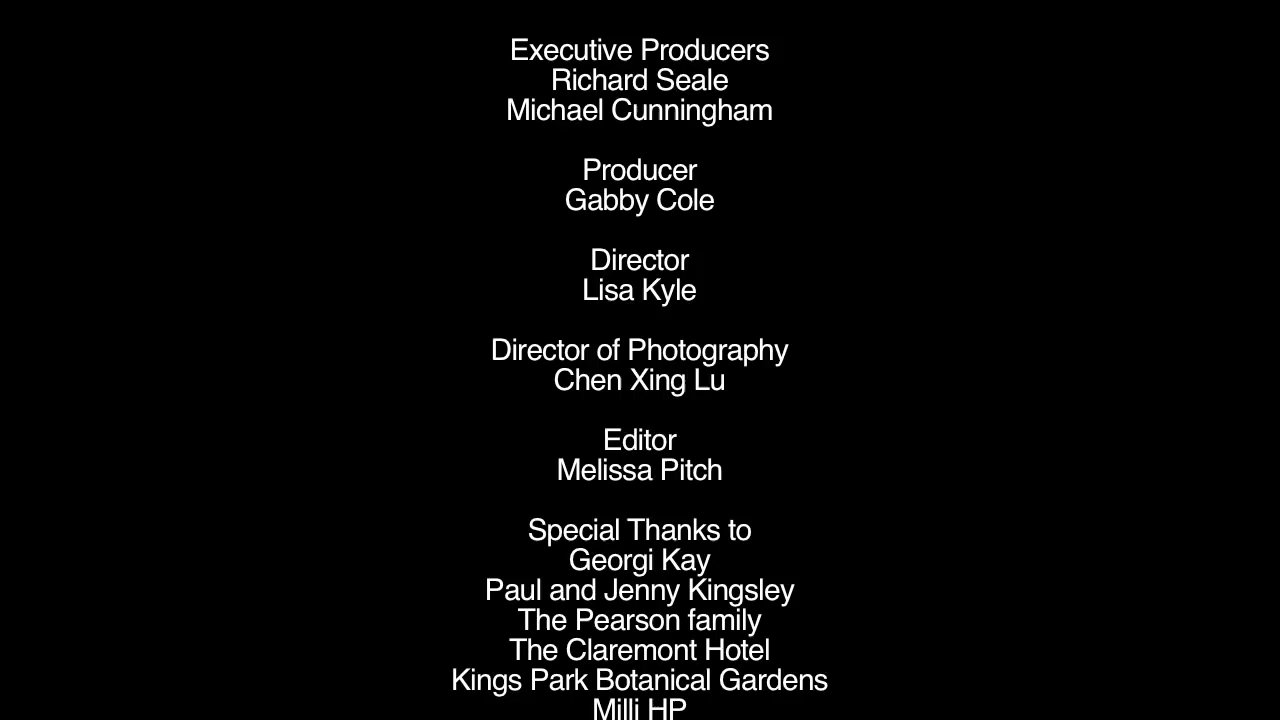 Executive Producers
Richard Seale
Michael Cunningham
Producer
Gabby Cole
Director
Lisa Kyle
Director of Photography
Chen Xing Lu
Editor
Melissa Pitch
Special Thanks to
Georgi Kay
Paul and Jenny Kingsley
The Pearson family
The Claremont Hotel
Kings Park Botanical Gardens
Milli HP